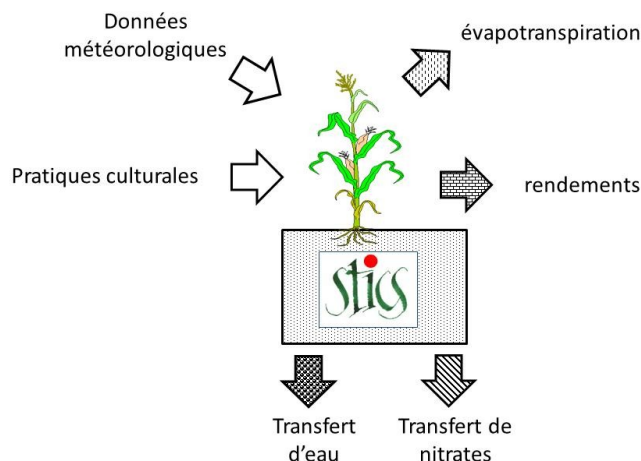 Données
météorologiques
évapotranspiration
Pratiques culturales
rendements
stics
Transfert
d'eau
Transfert de
nitrates